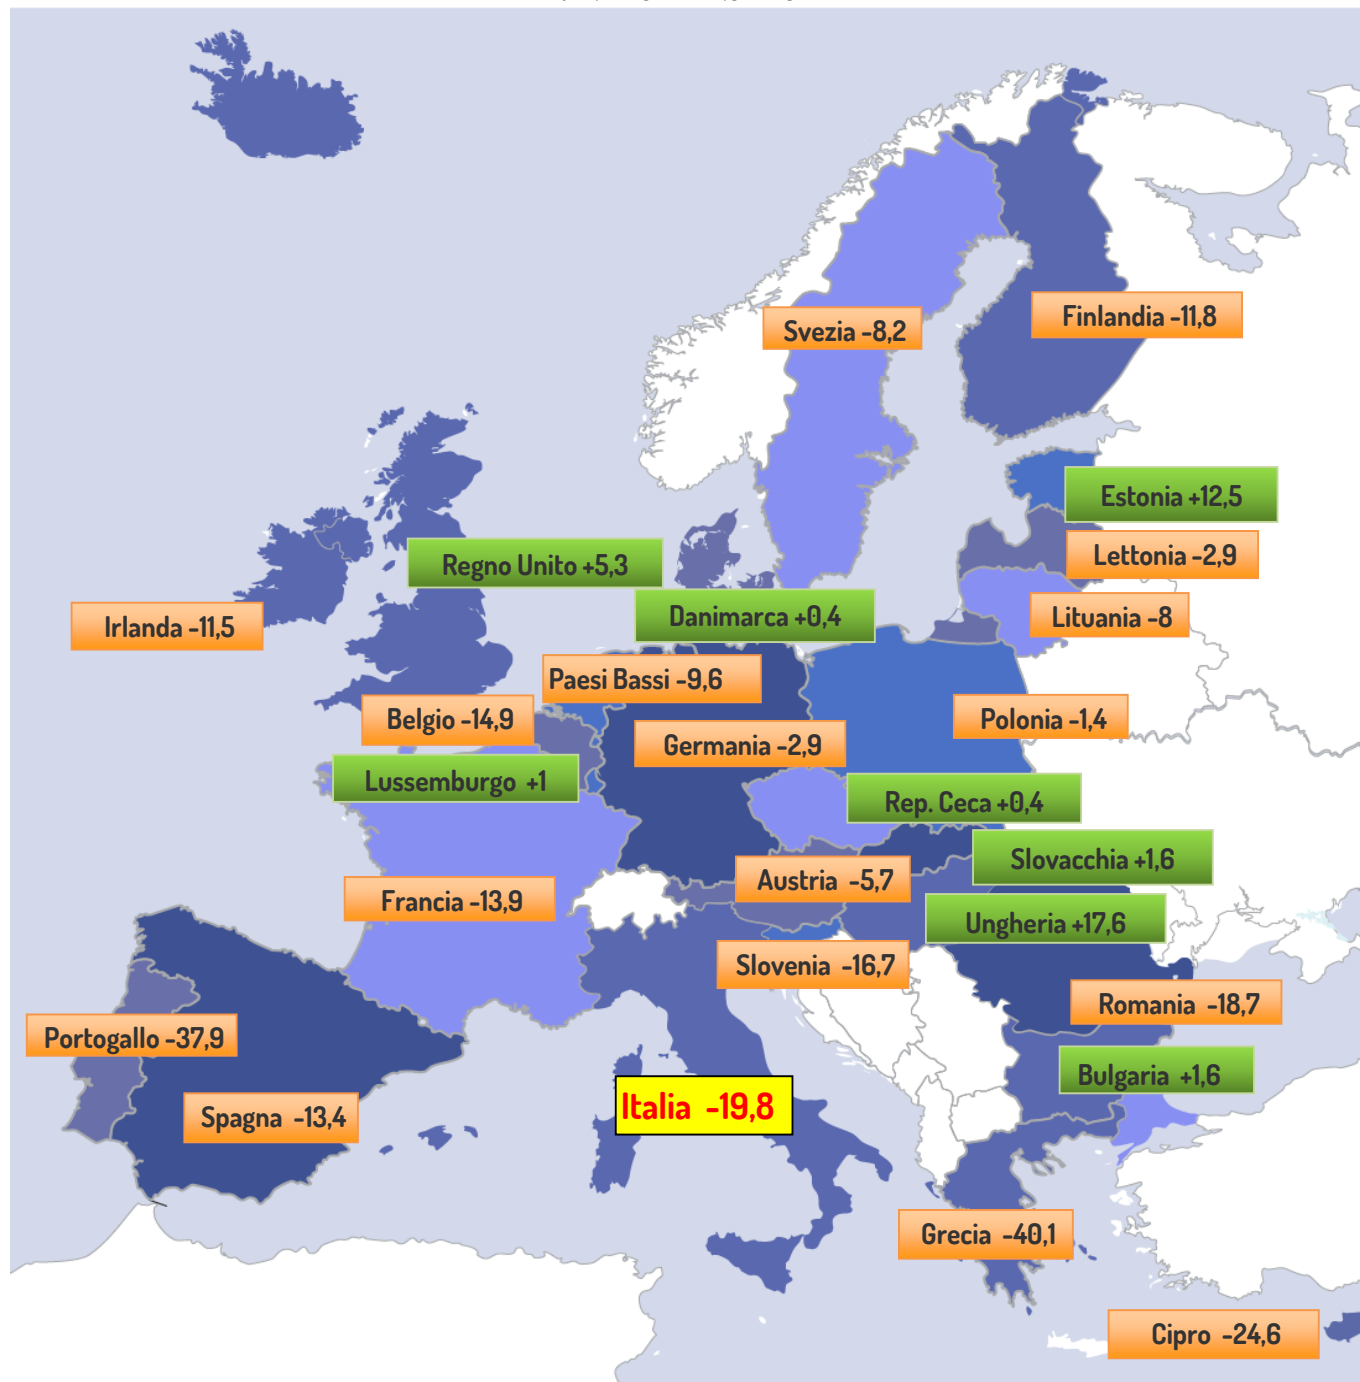 Svezia -8,2
Finlandia -11,8
Estonia +12,5
Regno Unito +5,3
Lettonia -2,9
Danimarca +0,4
Lituania -8
Irlanda -11,5
Paesi Bassi -9,6
Belgio -14,9
Polonia -1,4
Germania -2,9
Lussemburgo +1
Rep. Ceca +0,4
Slovacchia +1,6
Austria -5,7
Francia -13,9
Ungheria +17,6
Slovenia -16,7
Romania -18,7
Portogallo -37,9
Bulgaria +1,6
Italia -19,8
Spagna -13,4
Grecia -40,1
Cipro -24,6